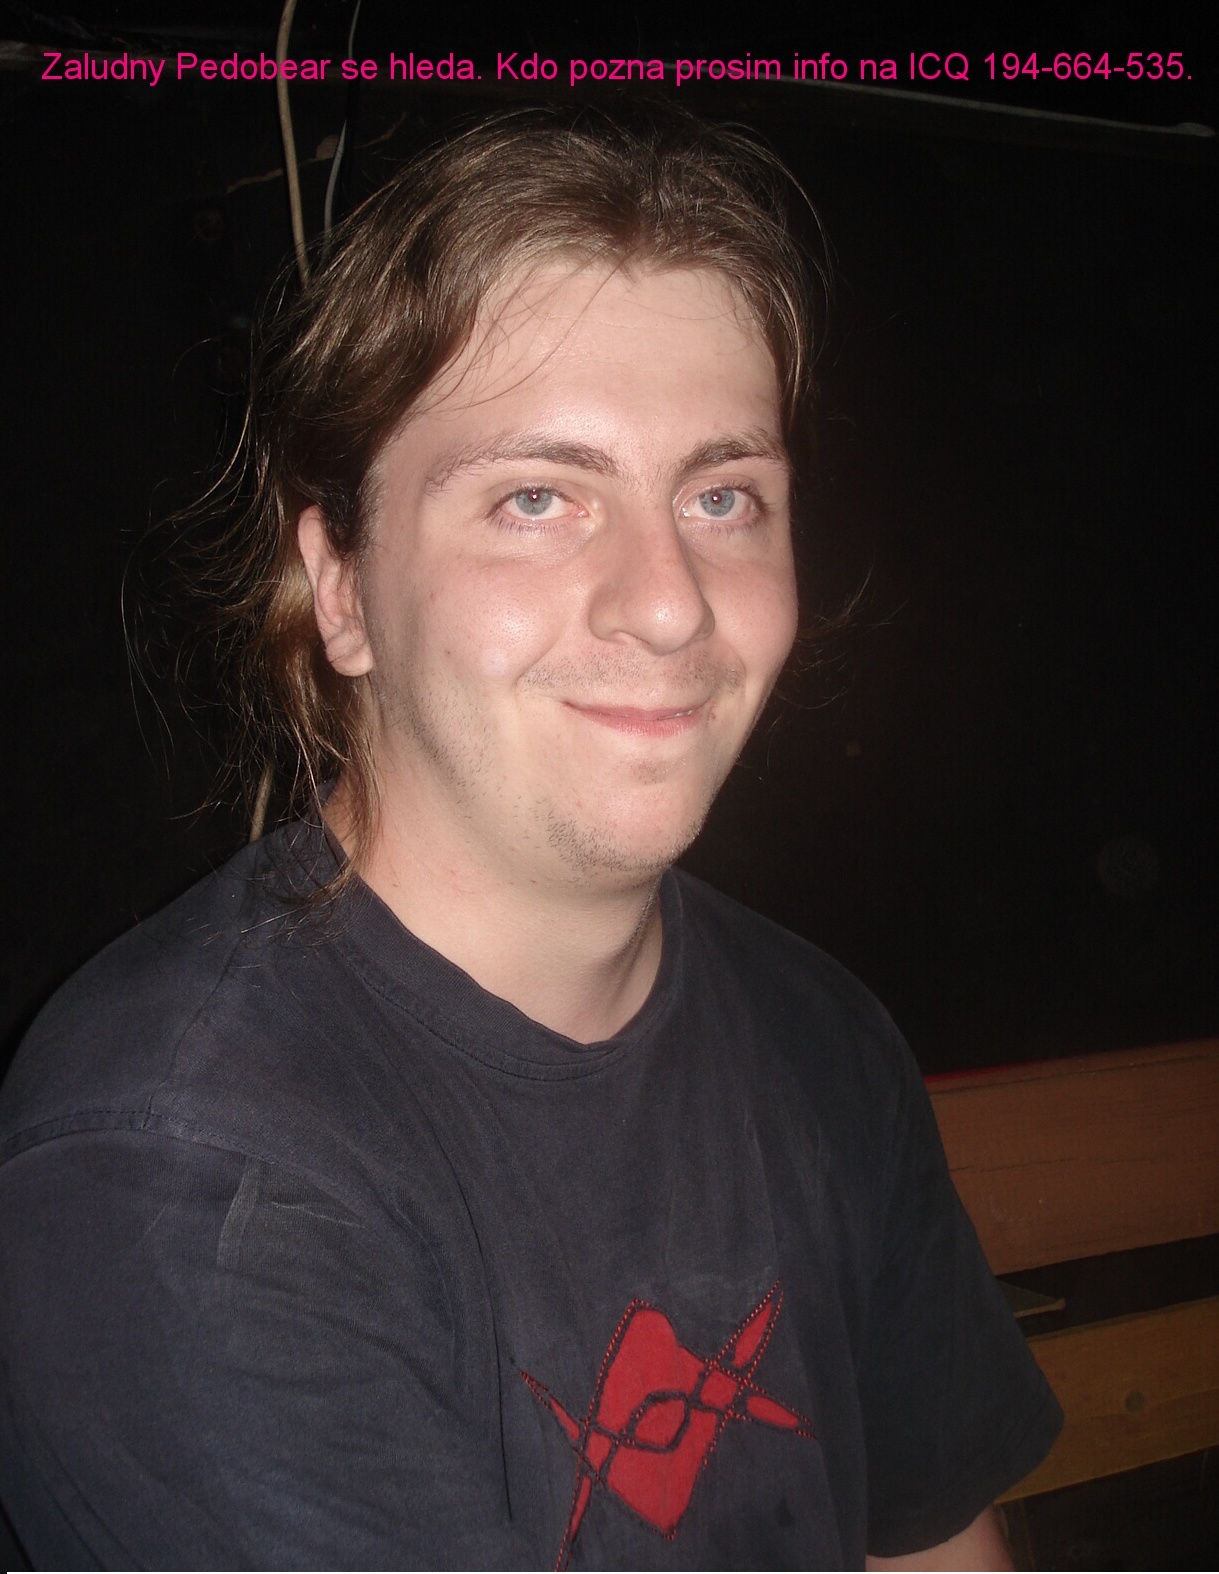 Zaludny Pedobear se hleda. Kdo pozna prosim info na ICQ 194-664-535.